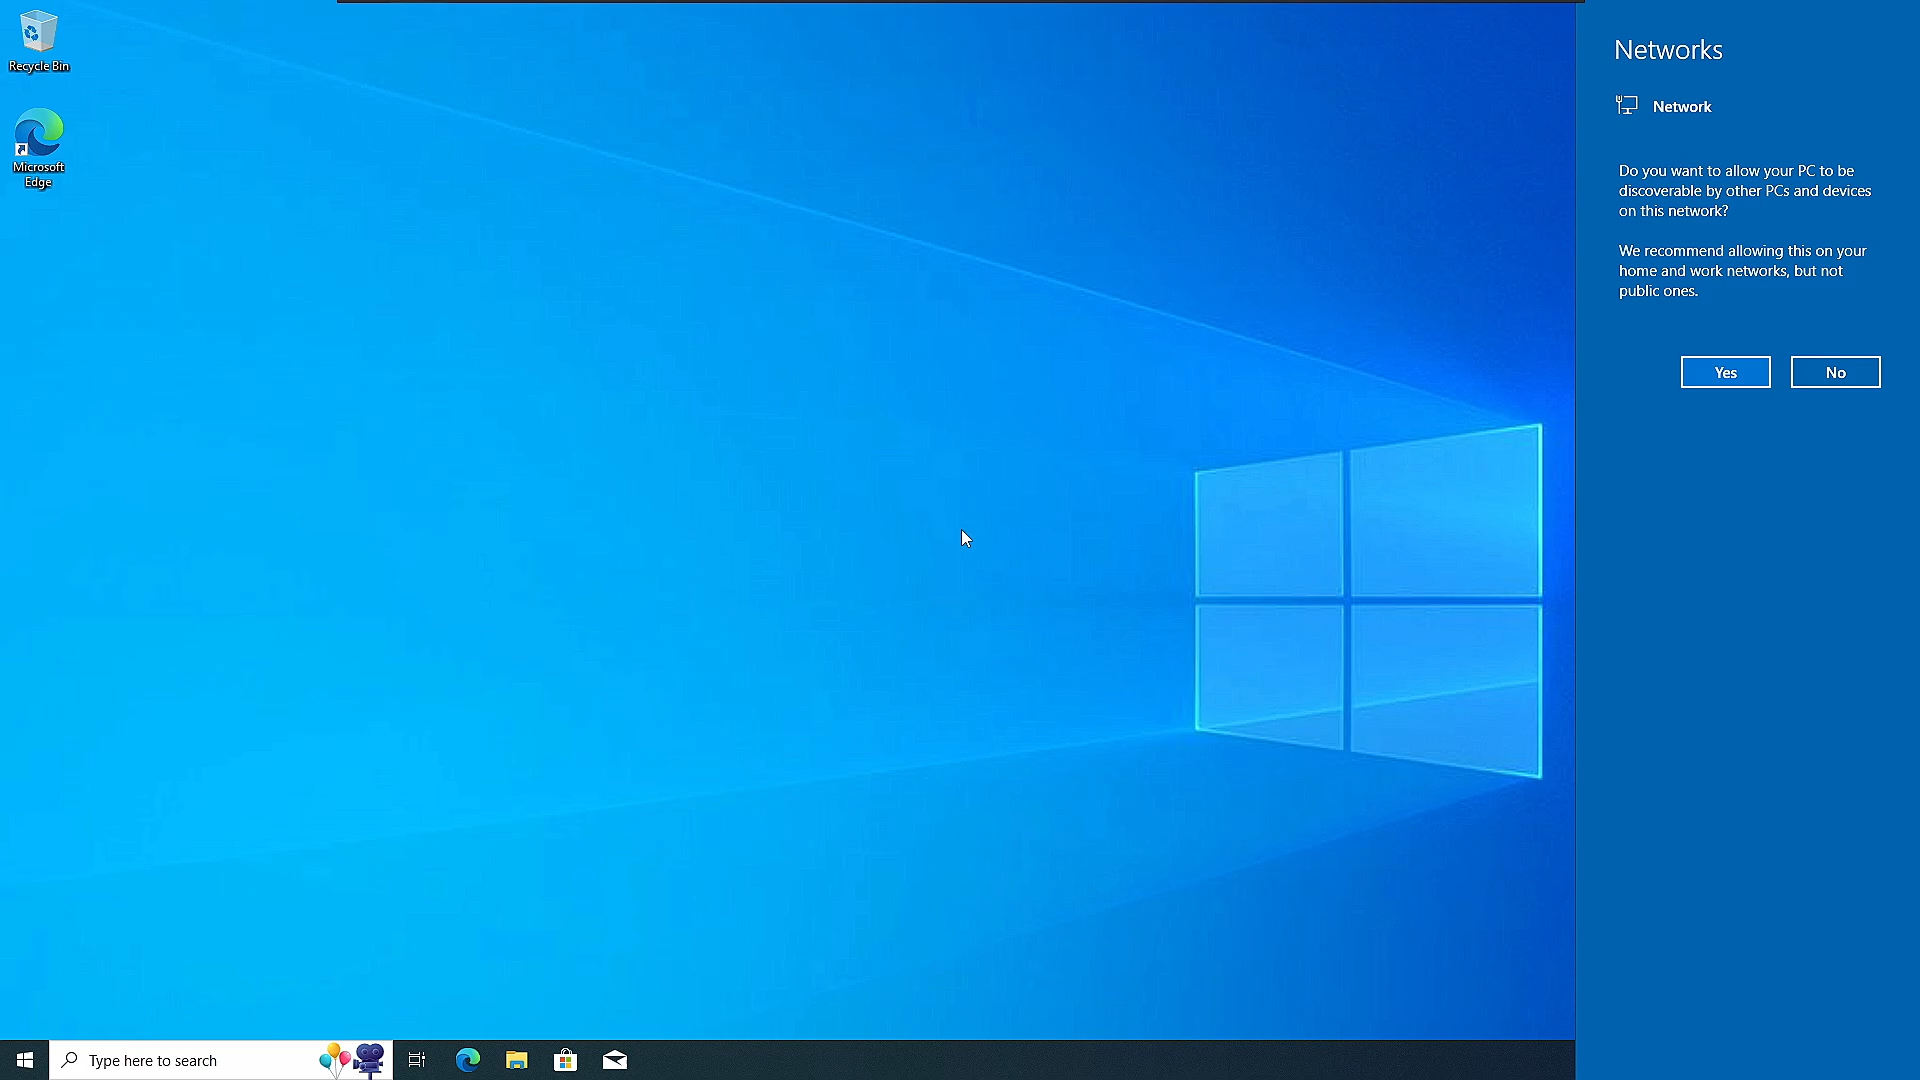 Recycle Bin
Microsoft
Edge
Networks
Network
Do you want to allow your PC to be
discoverable by other PCs and devices
on this network?
We recommend allowing this on your
home and work networks, but not
public ones.
Yes
No
Type here to search